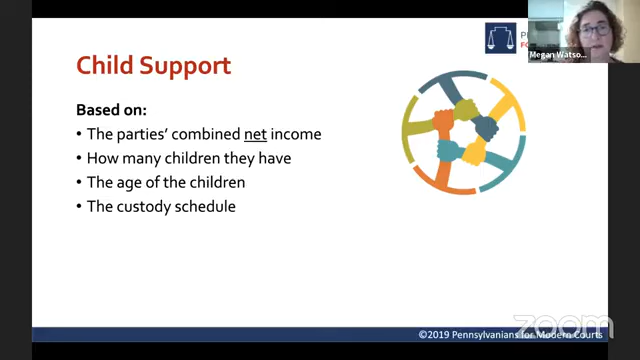 Child Support
Based on:
• The parties' combined net income
• How many children they have
• The age of the children
• The custody schedule
Megan Watso...
©2019 Pennsylvanians for Modern Courts
zoom